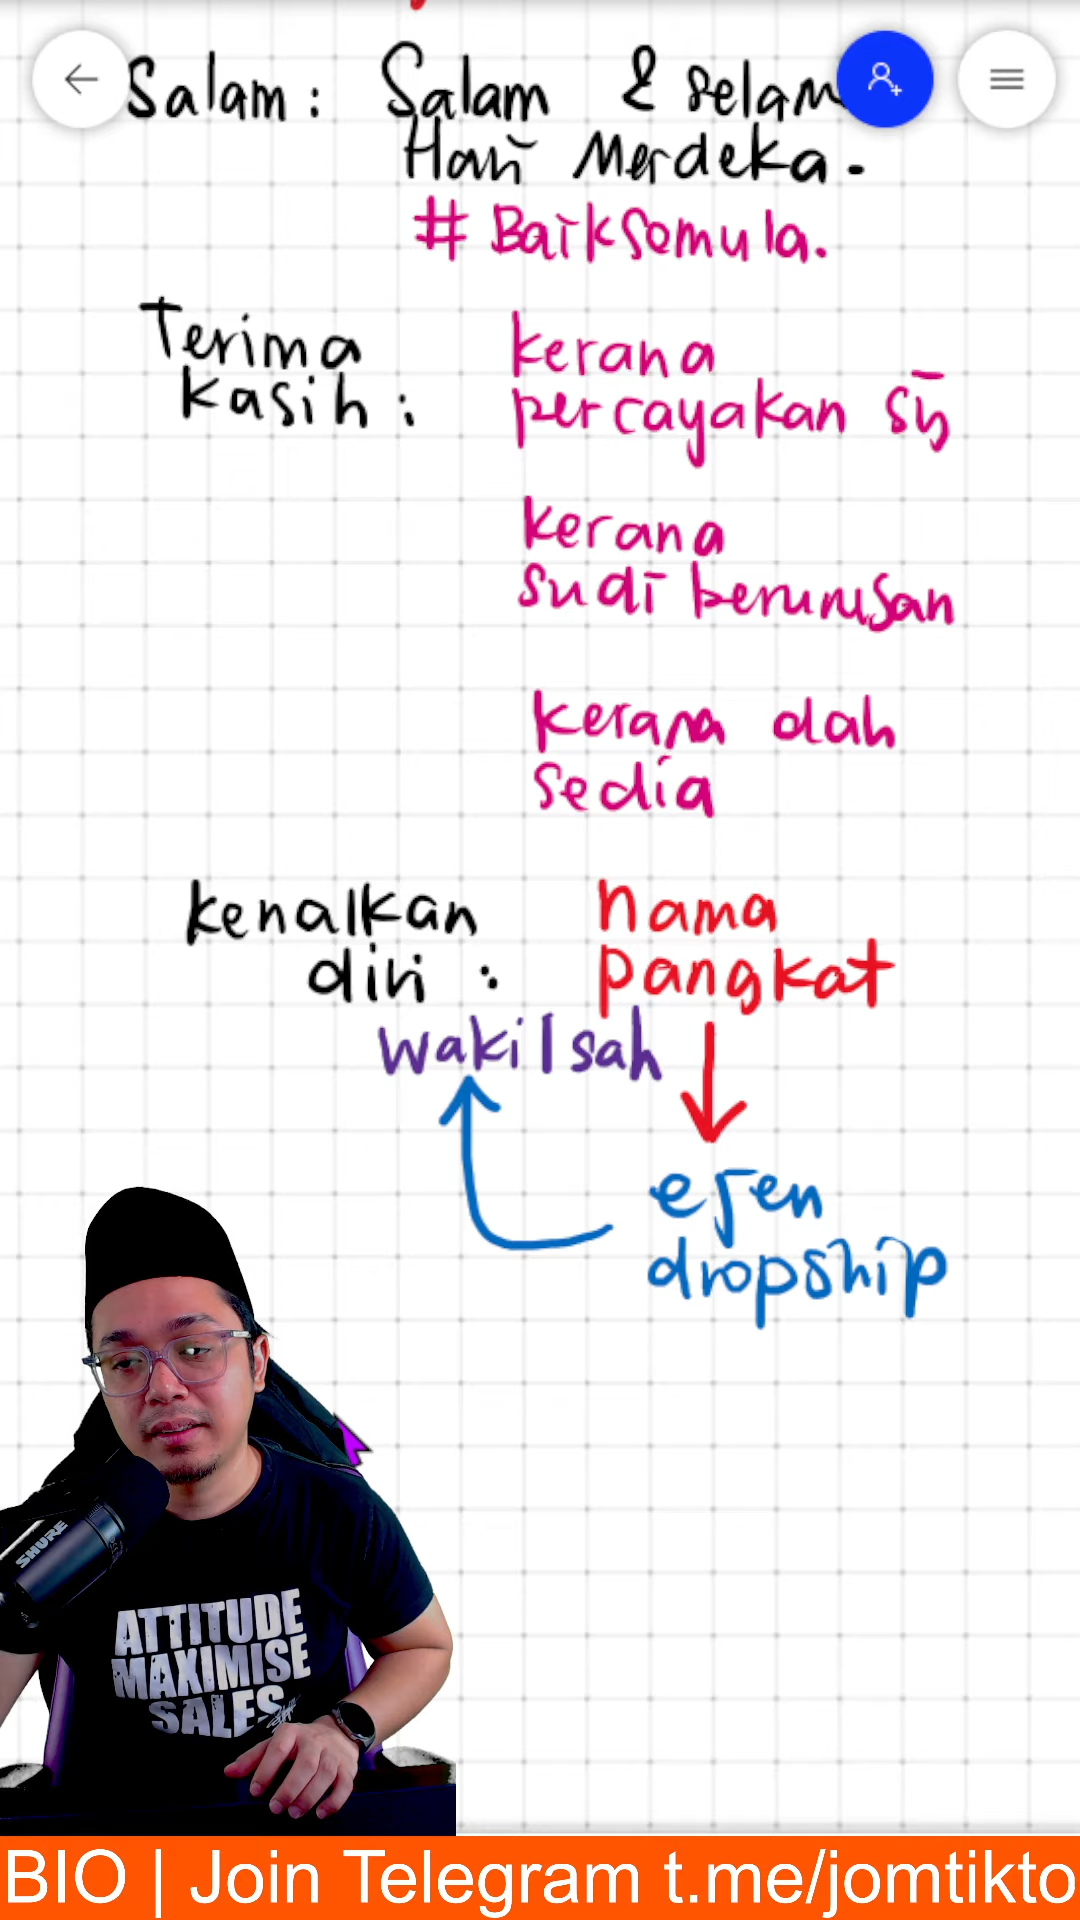 Salam: Salam & Selam
Hari Merdeka.
# BaikSemula.
Terima
kasih:
kerana
percayakan sy
kerana
sudi berurusan
kerana dah
sedia
kenalkan
diri:
nama
pangkat
wakil sah
ejen
dropship
SHURE
ATTITUDE
MAXIMISE
SALES
BIO | Join Telegram t.me/jomtikto